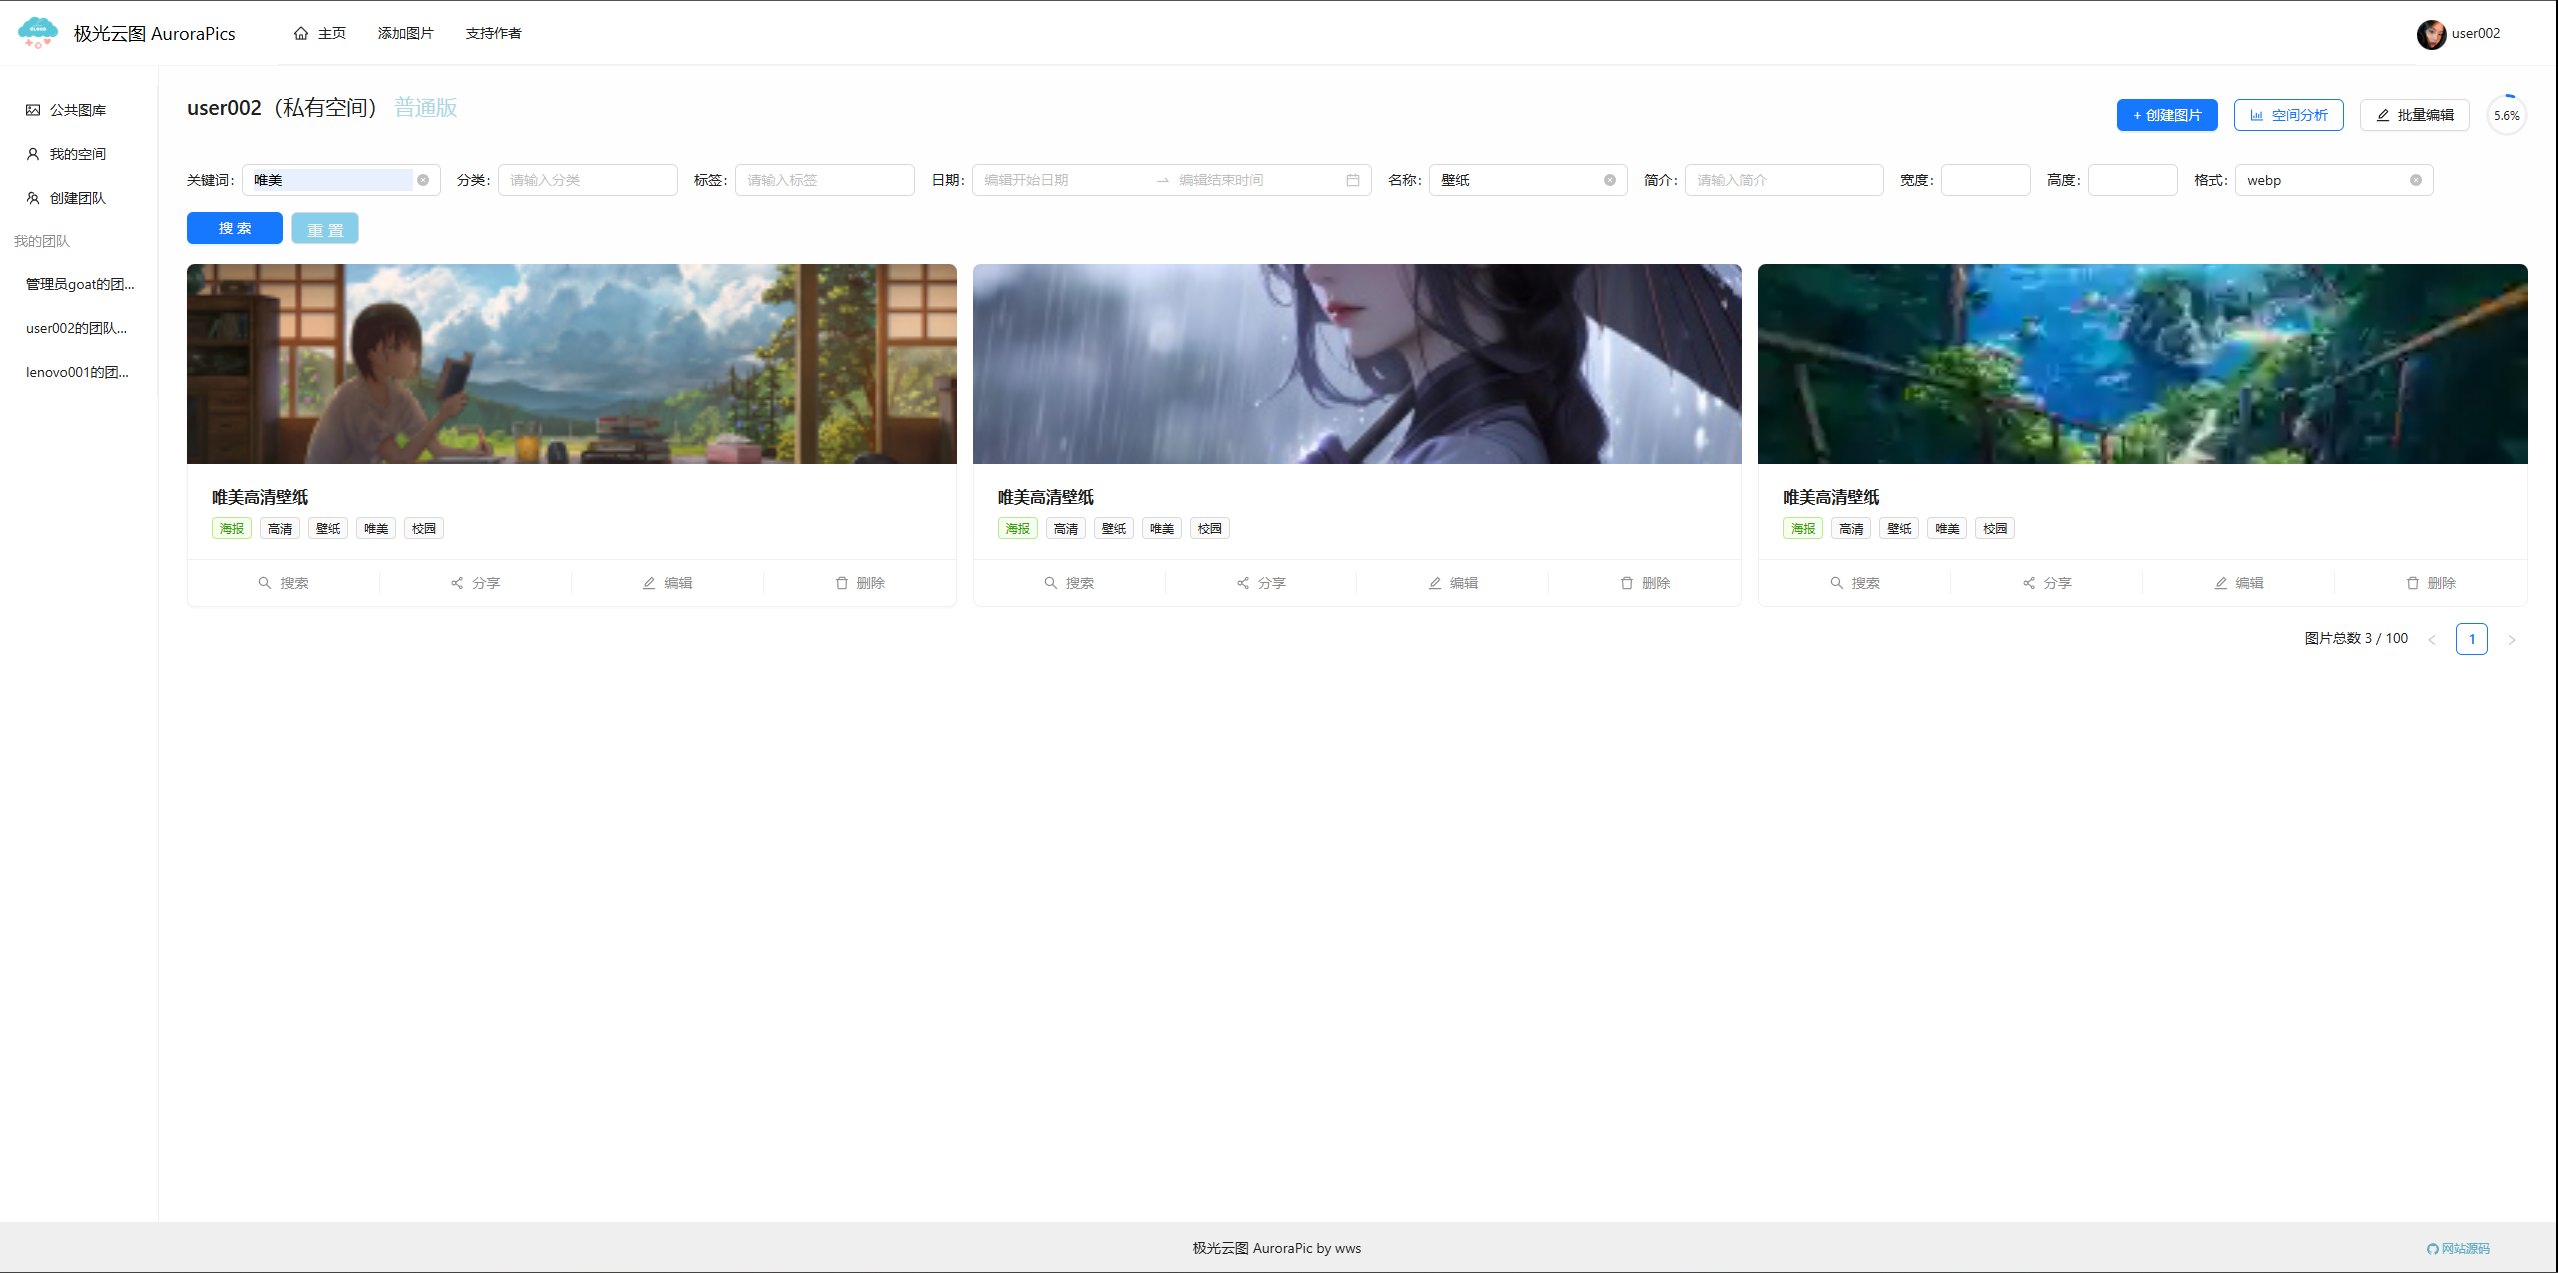 极光云图 AuroraPics
主页 添加图片 支持作者
user002
公共图库
我的空间
创建团队
我的团队
管理员goat的团...
user002的团队...
lenovo001的团...
user002（私有空间） 普通版
+ 创建图片 空间分析 批量编辑 5.6%
关键词： 唯美 分类： 请输入分类 标签： 请输入标签 日期： 编辑开始日期 编辑结束时间 名称： 壁纸 简介： 请输入简介 宽度： 高度： 格式： webp
搜 索 重 置
唯美高清壁纸
海报 高清 壁纸 唯美 校园
搜索 分享 编辑 删除
唯美高清壁纸
海报 高清 壁纸 唯美 校园
搜索 分享 编辑 删除
唯美高清壁纸
海报 高清 壁纸 唯美 校园
搜索 分享 编辑 删除
图片总数 3 / 100 < 1 >
极光云图 AuroraPic by wws
网站源码